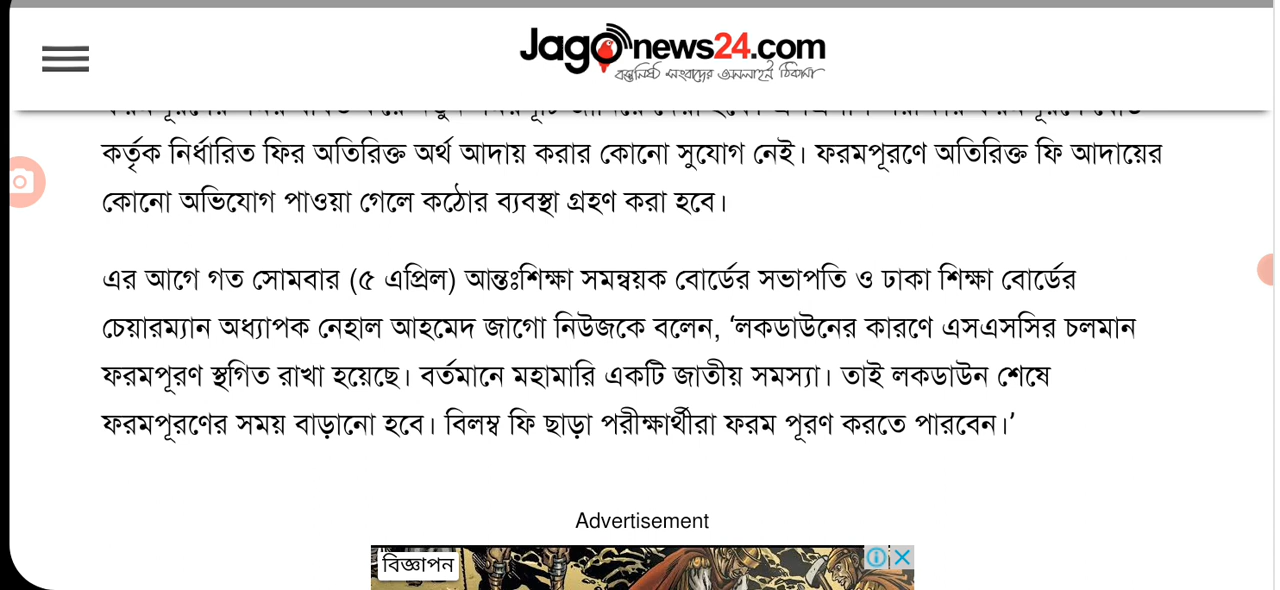 Jagonews24.com
বস্তুনিষ্ঠ সংবাদের অনলাইন ঠিকানা
কর্তৃক নির্ধারিত ফির অতিরিক্ত অর্থ আদায় করার কোনো সুযোগ নেই। ফরমপূরণে অতিরিক্ত ফি আদায়ের
কোনো অভিযোগ পাওয়া গেলে কঠোর ব্যবস্থা গ্রহণ করা হবে।
এর আগে গত সোমবার (৫ এপ্রিল) আন্তঃশিক্ষা সমন্বয়ক বোর্ডের সভাপতি ও ঢাকা শিক্ষা বোর্ডের
চেয়ারম্যান অধ্যাপক নেহাল আহমেদ জাগো নিউজকে বলেন, ‘লকডাউনের কারণে এসএসসির চলমান
ফরমপূরণ স্থগিত রাখা হয়েছে। বর্তমানে মহামারি একটি জাতীয় সমস্যা। তাই লকডাউন শেষে
ফরমপূরণের সময় বাড়ানো হবে। বিলম্ব ফি ছাড়া পরীক্ষার্থীরা ফরম পূরণ করতে পারবেন।’
Advertisement
বিজ্ঞাপন